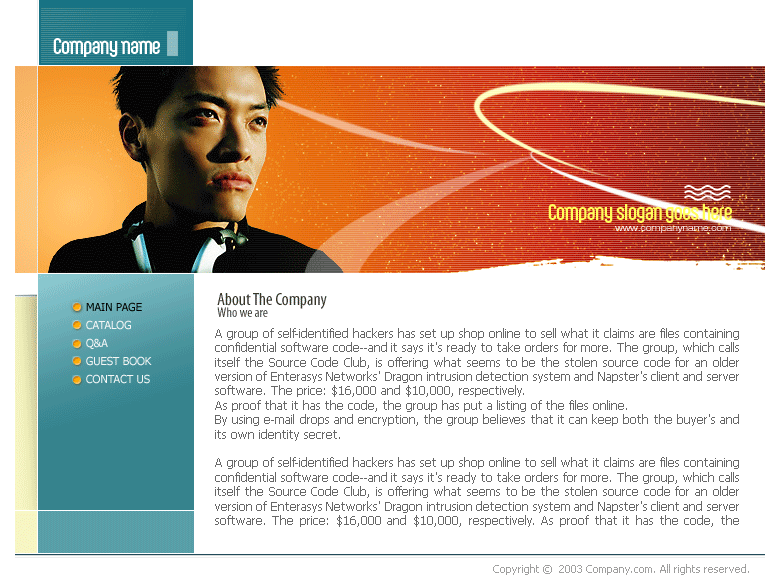 Company name
Company slogan goes here
www.companyname.com
MAIN PAGE
CATALOG
Q&A
GUEST BOOK
CONTACT US
About The Company
Who we are
A group of self-identified hackers has set up shop online to sell what it claims are files containing
confidential software code--and it says it's ready to take orders for more. The group, which calls
itself the Source Code Club, is offering what seems to be the stolen source code for an older
version of Enterasys Networks' Dragon intrusion detection system and Napster's client and server
software. The price: $16,000 and $10,000, respectively.
As proof that it has the code, the group has put a listing of the files online.
By using e-mail drops and encryption, the group believes that it can keep both the buyer's and
its own identity secret.
A group of self-identified hackers has set up shop online to sell what it claims are files containing
confidential software code--and it says it's ready to take orders for more. The group, which calls
itself the Source Code Club, is offering what seems to be the stolen source code for an older
version of Enterasys Networks' Dragon intrusion detection system and Napster's client and server
software. The price: $16,000 and $10,000, respectively. As proof that it has the code, the
Copyright © 2003 Company.com. All rights reserved.